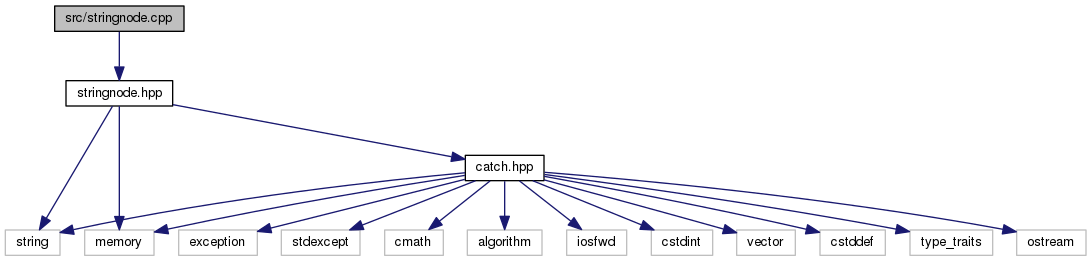 src/stringnode.cpp
stringnode.hpp
catch.hpp
string
memory
exception
stdexcept
cmath
algorithm
iosfwd
cstdint
vector
cstddef
type_traits
ostream